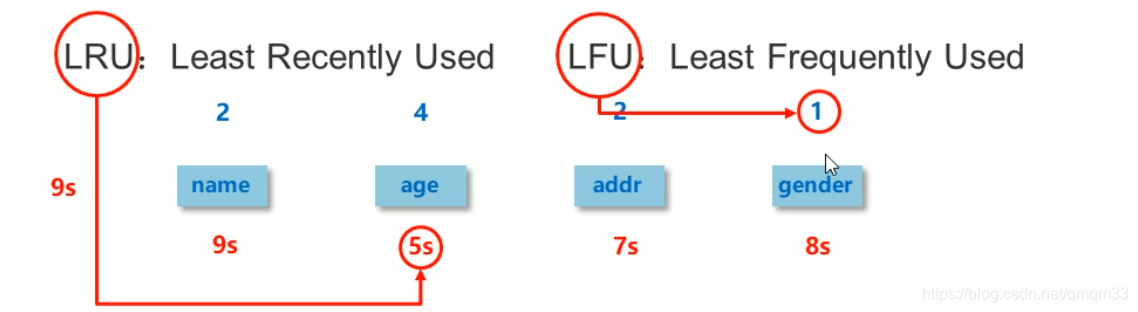 LRU：Least Recently Used LFU：Least Frequently Used
2 4 2 1
9s name age addr gender
9s 5s 7s 8s
https://blog.csdn.net/qmqm33